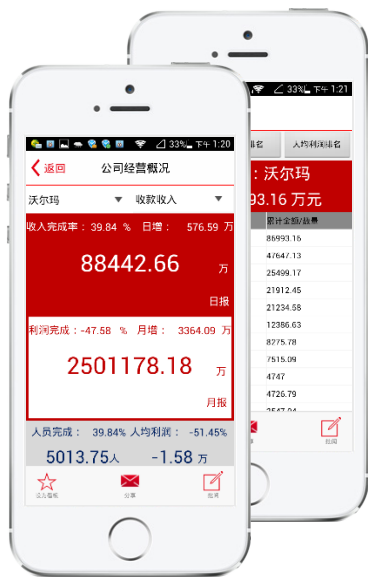 33% 下午 1:20
返回
公司经营概况
沃尔玛
收款收入
收入完成率： 39.84 %
日增： 576.59 万
88442.66 万
日报
利润完成：-47.58 %
月增： 3364.09 万
2501178.18 万
月报
人员完成： 39.84%
人均利润： -51.45%
5013.75人
-1.58 万
分享
批阅
33% 下午 1:21
排名
人均利润排名
：沃尔玛
93.16 万元
累计金额/数量
86993.16
47647.13
25499.17
21912.45
21234.58
12386.63
8275.78
7515.09
4747
4726.79
批阅